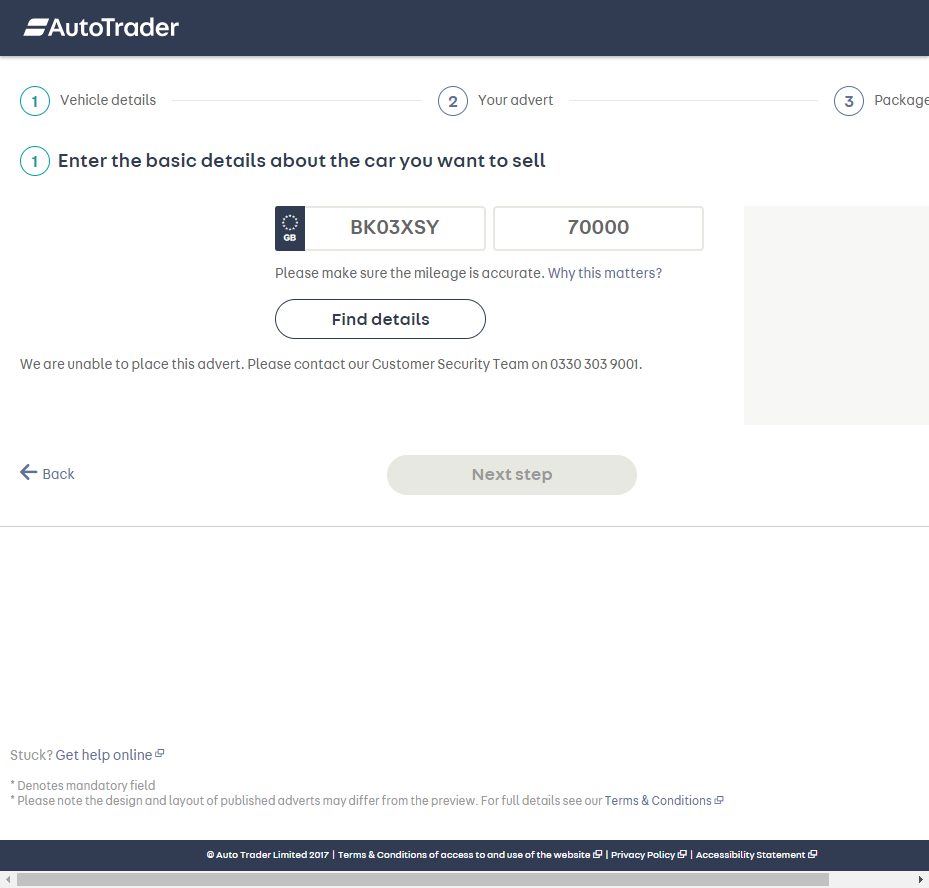 AutoTrader
1 Vehicle details 2 Your advert 3 Package
1 Enter the basic details about the car you want to sell
GB BK03XSY 70000
Please make sure the mileage is accurate. Why this matters?
Find details
We are unable to place this advert. Please contact our Customer Security Team on 0330 303 9001.
Back Next step
Stuck? Get help online
* Denotes mandatory field
* Please note the design and layout of published adverts may differ from the preview. For full details see our Terms & Conditions
© Auto Trader Limited 2017 | Terms & Conditions of access to and use of the website | Privacy Policy | Accessibility Statement